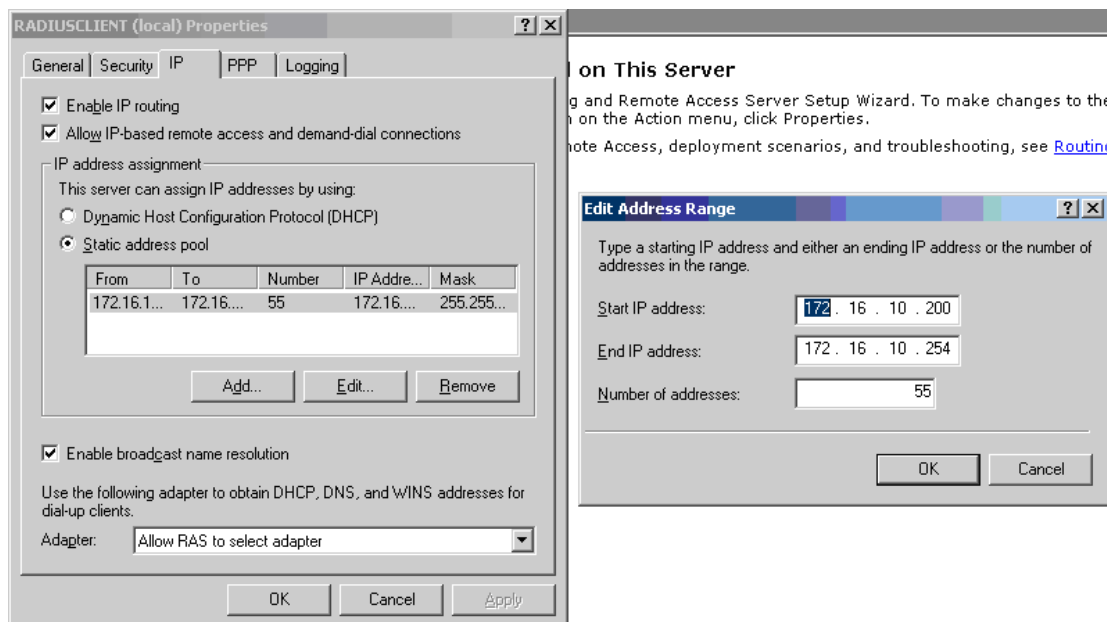 RADIUSCLIENT (local) Properties
General
Security
IP
PPP
Logging
Enable IP routing
Allow IP-based remote access and demand-dial connections
IP address assignment
This server can assign IP addresses by using:
Dynamic Host Configuration Protocol (DHCP)
Static address pool
From To Number IP Addre... Mask
172.16.1... 172.16.... 55 172.16.... 255.255...
Add... Edit... Remove
Enable broadcast name resolution
Use the following adapter to obtain DHCP, DNS, and WINS addresses for
dial-up clients.
Adapter: Allow RAS to select adapter
OK Cancel Apply
on This Server
g and Remote Access Server Setup Wizard. To make changes to the
on the Action menu, click Properties.
note Access, deployment scenarios, and troubleshooting, see Routing
Edit Address Range
Type a starting IP address and either an ending IP address or the number of
addresses in the range.
Start IP address: 172 . 16 . 10 . 200
End IP address: 172 . 16 . 10 . 254
Number of addresses: 55
OK Cancel